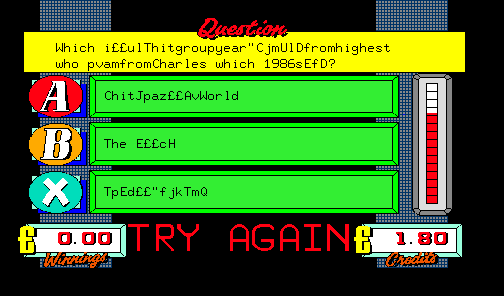 Question
Which i££ulThitgroupyear"CjmUlDfromhighest
who pvamfromCharles which 1986sEfD?
A
ChitJpaz££AvWorld
B
The E££cH
X
TpEd££"fjkTmQ
£ 0.00
TRY AGAIN
£ 1.80
Winnings
Credits